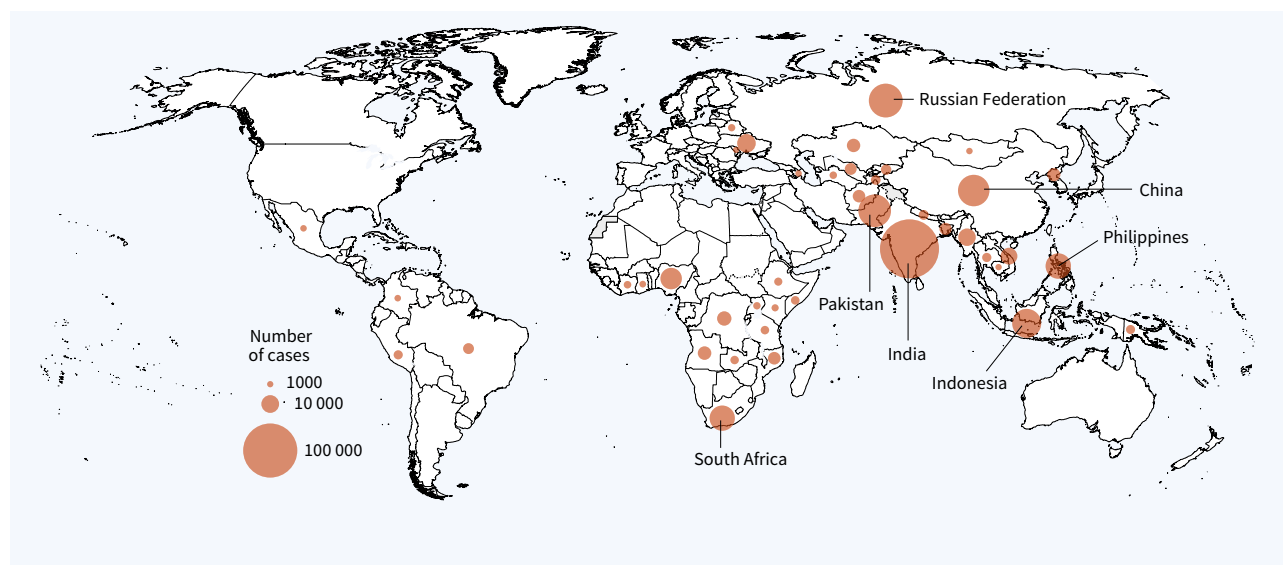 Russian Federation
China
Philippines
Pakistan
India
Indonesia
South Africa
Number
of cases
1000
10 000
100 000